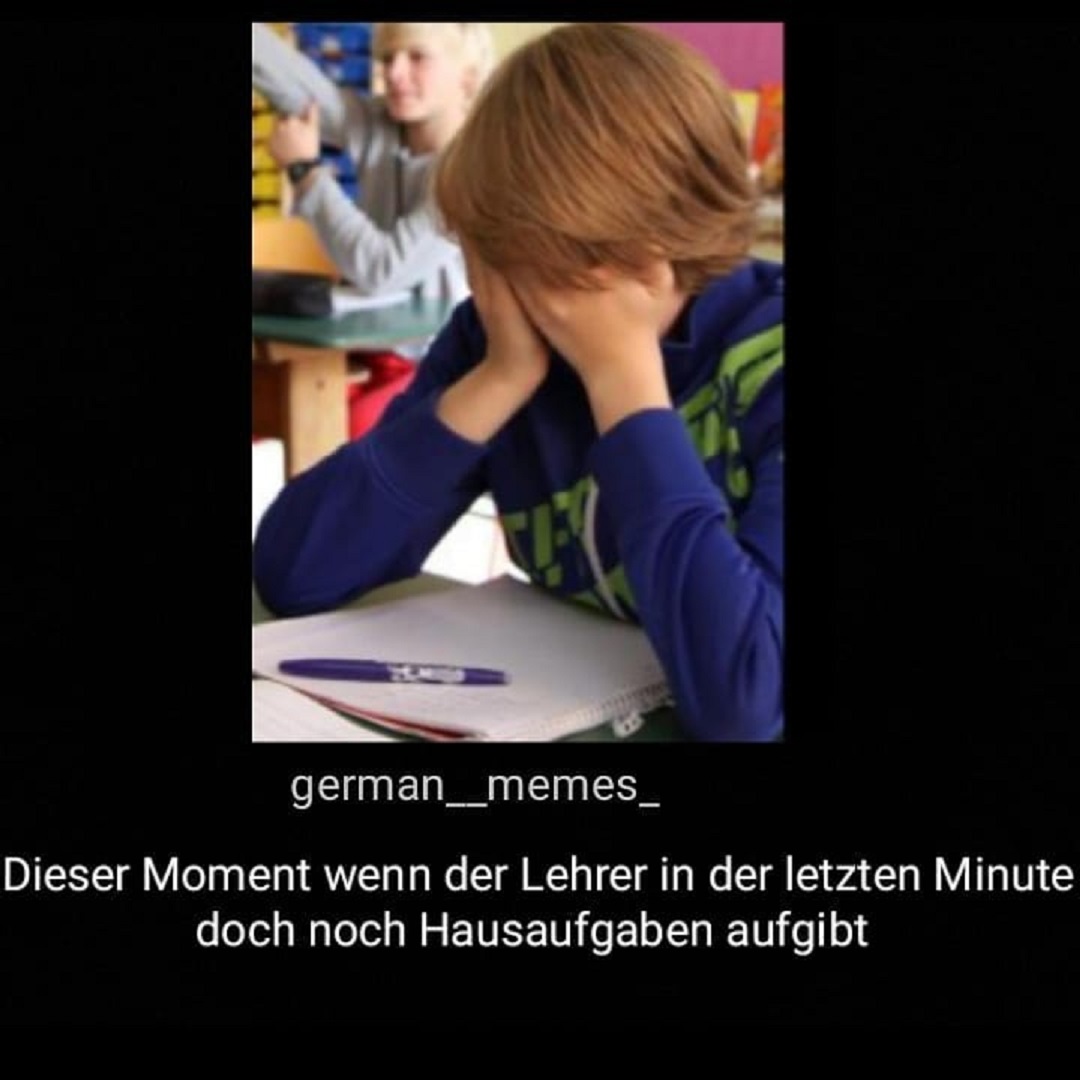 german__memes_
Dieser Moment wenn der Lehrer in der letzten Minute
doch noch Hausaufgaben aufgibt